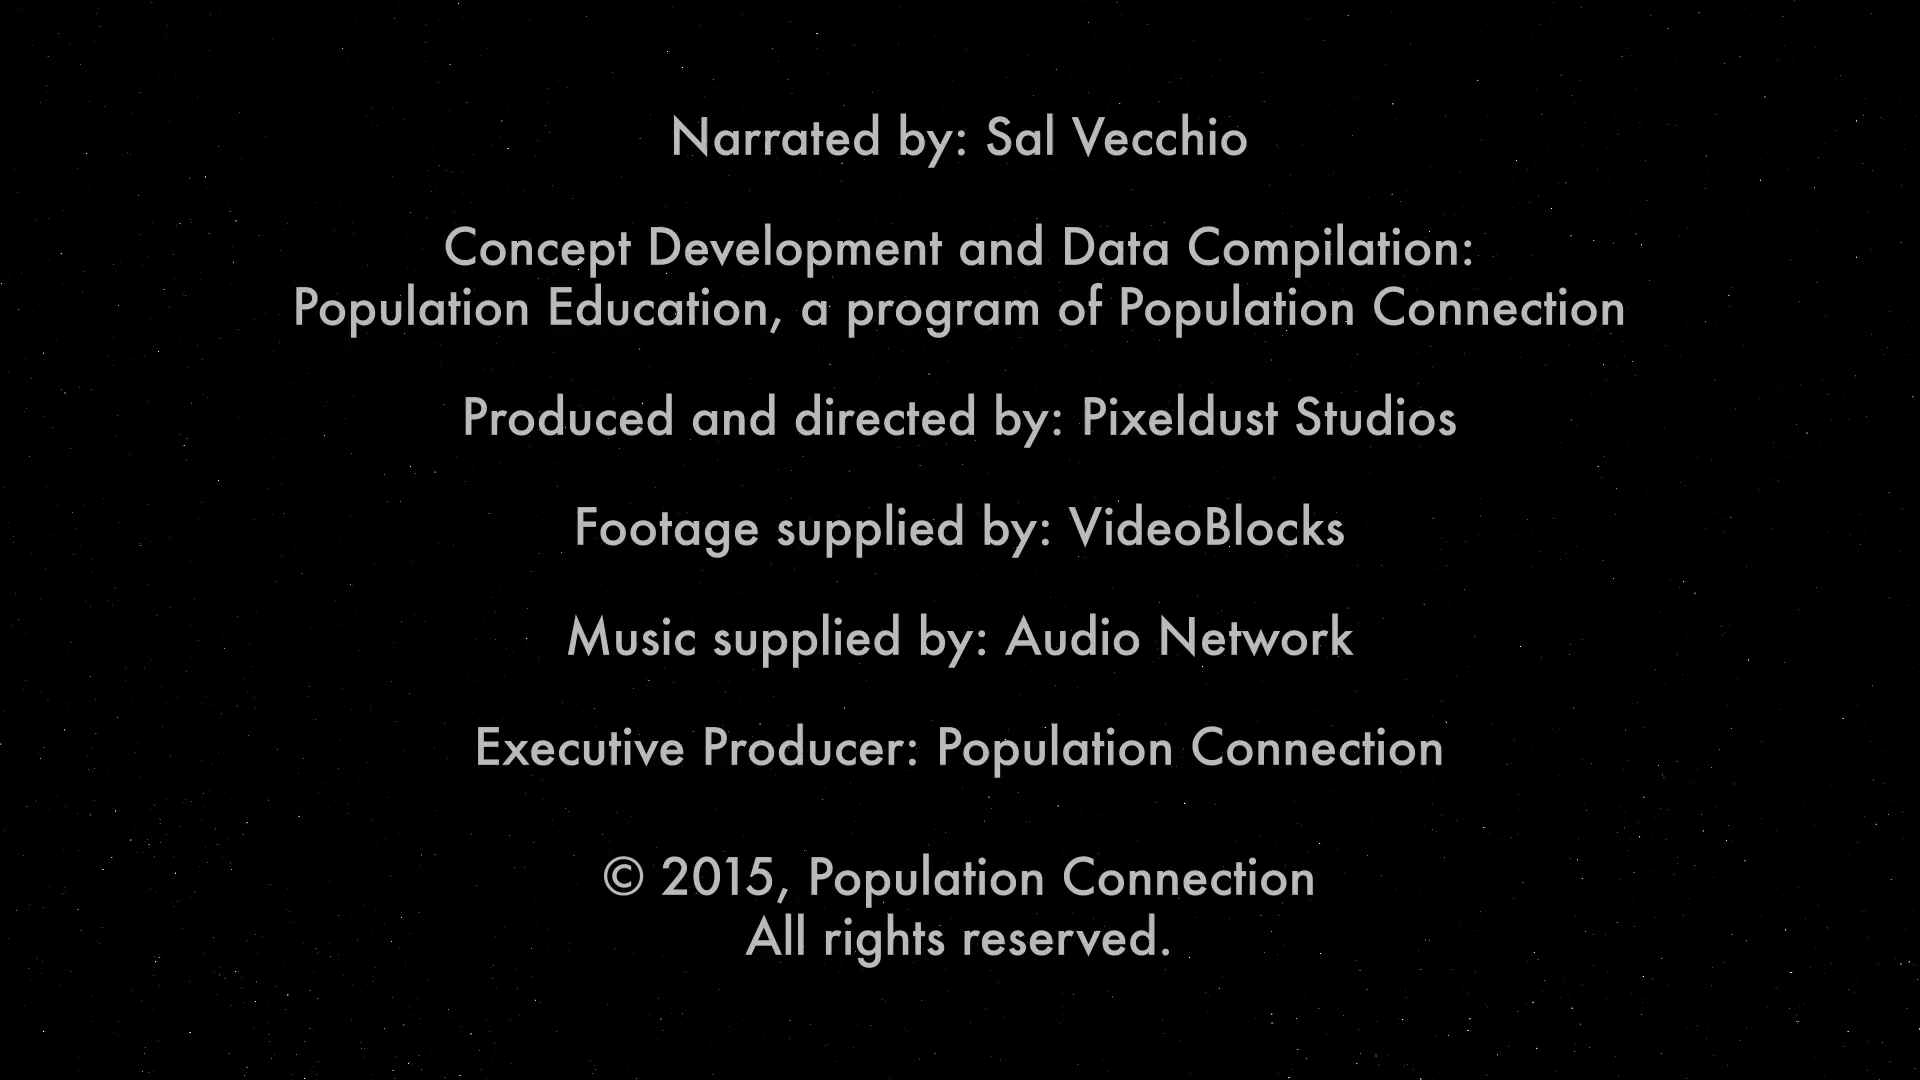 Narrated by: Sal Vecchio
Concept Development and Data Compilation:
Population Education, a program of Population Connection
Produced and directed by: Pixeldust Studios
Footage supplied by: VideoBlocks
Music supplied by: Audio Network
Executive Producer: Population Connection
© 2015, Population Connection
All rights reserved.